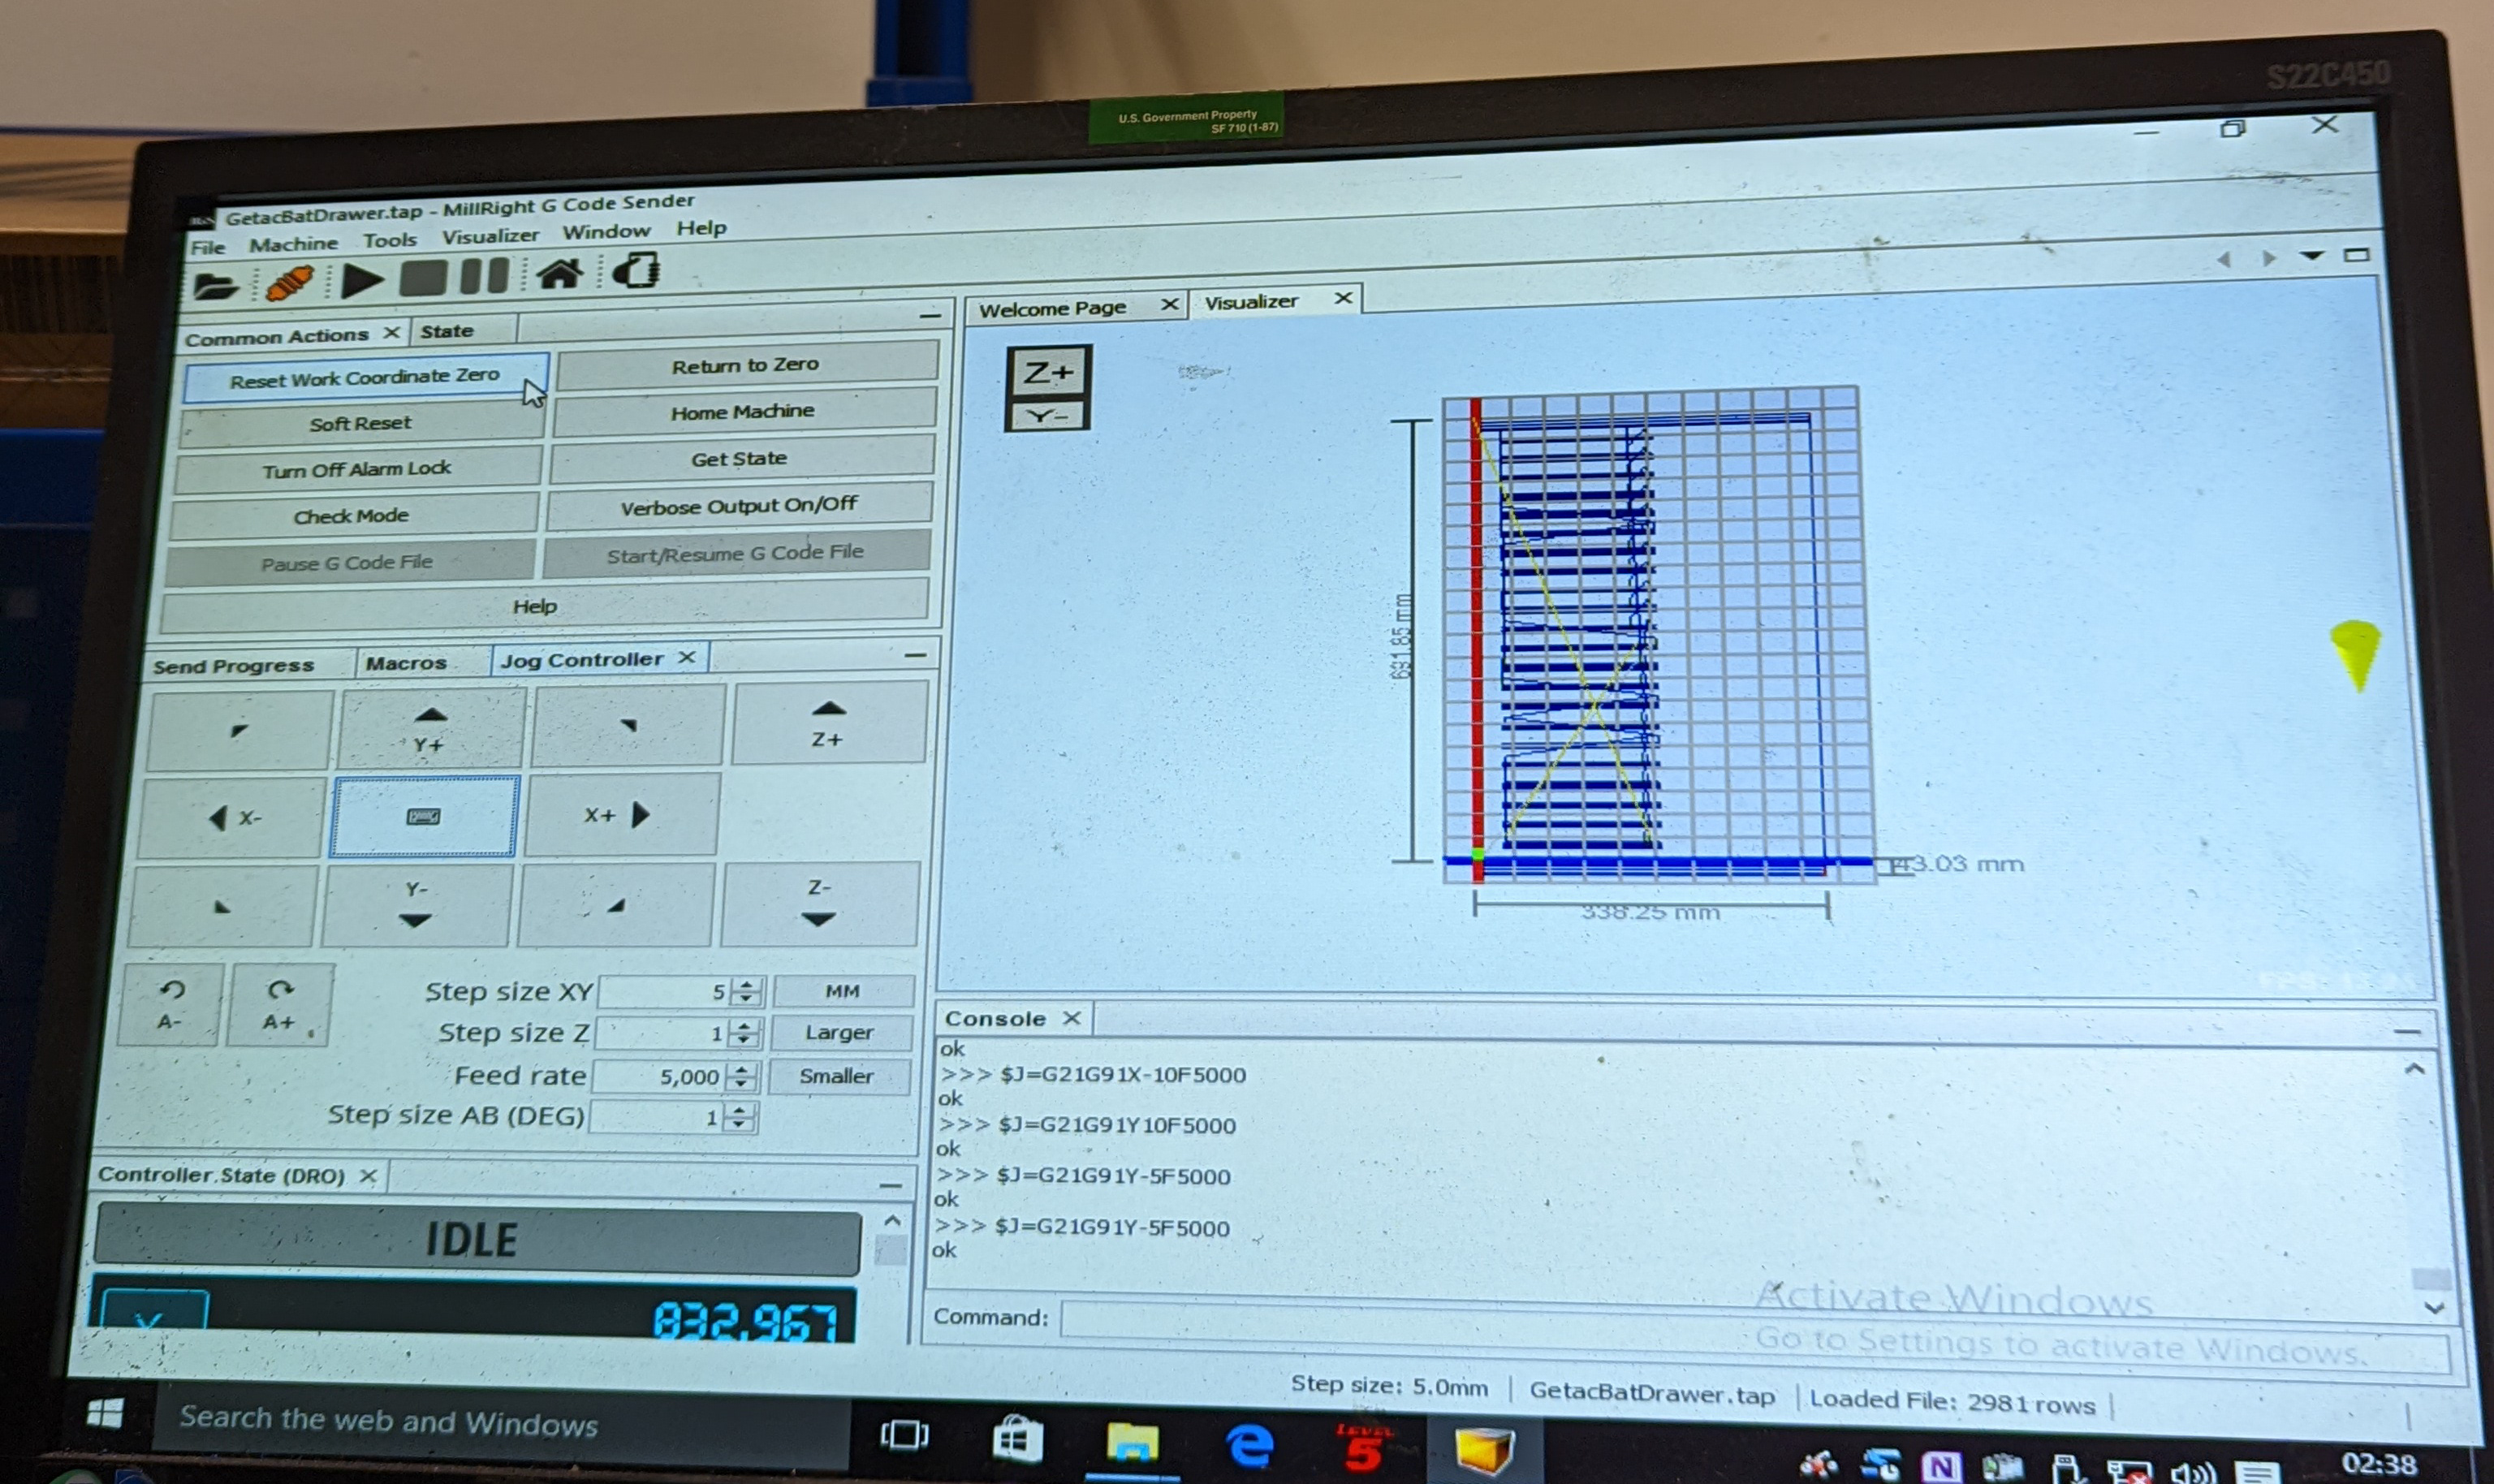 S22C450
U.S. Government Property
SF 710 (1-87)
GetacBatDrawer.tap - MillRight G Code Sender
File Machine Tools Visualizer Window Help
Common Actions State
Reset Work Coordinate Zero Return to Zero
Soft Reset Home Machine
Turn Off Alarm Lock Get State
Check Mode Verbose Output On/Off
Pause G Code File Start/Resume G Code File
Help
Send Progress Macros Jog Controller
Y+ Z+
X- X+
Y- Z-
A- A+
Step size XY 5 MM
Step size Z 1 Larger
Feed rate 5,000 Smaller
Step size AB (DEG) 1
Controller State (DRO)
IDLE
832.967
Welcome Page Visualizer
Z+
Y-
691.85 mm
43.03 mm
338.25 mm
Console
ok
>>> $J=G21G91X-10F5000
ok
>>> $J=G21G91Y10F5000
ok
>>> $J=G21G91Y-5F5000
ok
>>> $J=G21G91Y-5F5000
ok
Command:
Activate Windows
Go to Settings to activate Windows.
Step size: 5.0mm | GetacBatDrawer.tap | Loaded File: 2981 rows |
Search the web and Windows
LEVEL
5
N
02:38